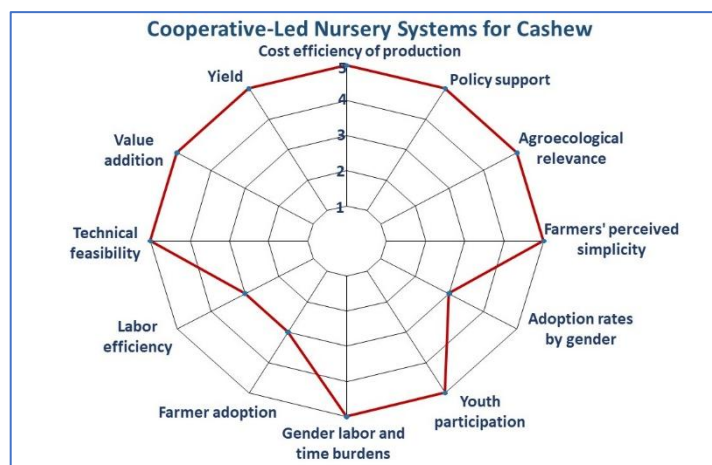 Cooperative-Led Nursery Systems for Cashew
Cost efficiency of production
Yield
Policy support
Value
addition
Agroecological
relevance
5
4
3
2
1
Technical
feasibility
Farmers' perceived
simplicity
Labor
efficiency
Adoption rates
by gender
Farmer adoption
Youth
participation
Gender labor and
time burdens